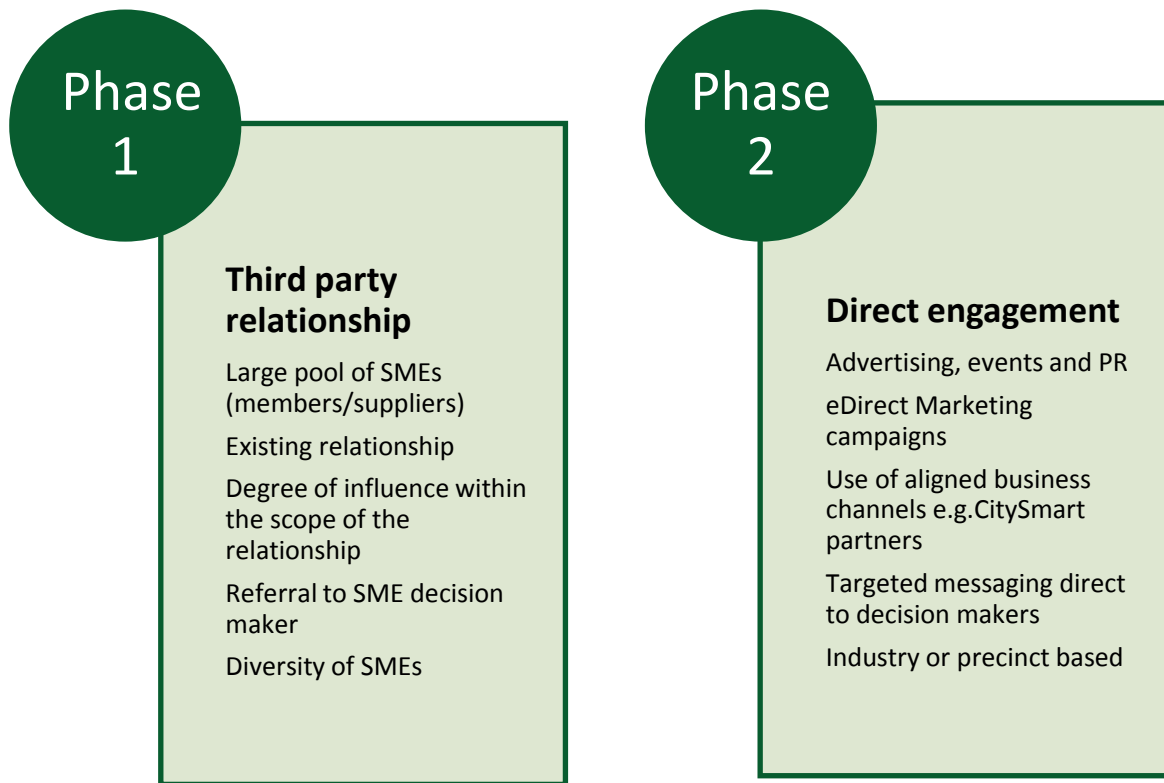 Phase
1
Third party
relationship
Large pool of SMEs
(members/suppliers)
Existing relationship
Degree of influence within
the scope of the
relationship
Referral to SME decision
maker
Diversity of SMEs
Phase
2
Direct engagement
Advertising, events and PR
eDirect Marketing
campaigns
Use of aligned business
channels e.g.CitySmart
partners
Targeted messaging direct
to decision makers
Industry or precinct based